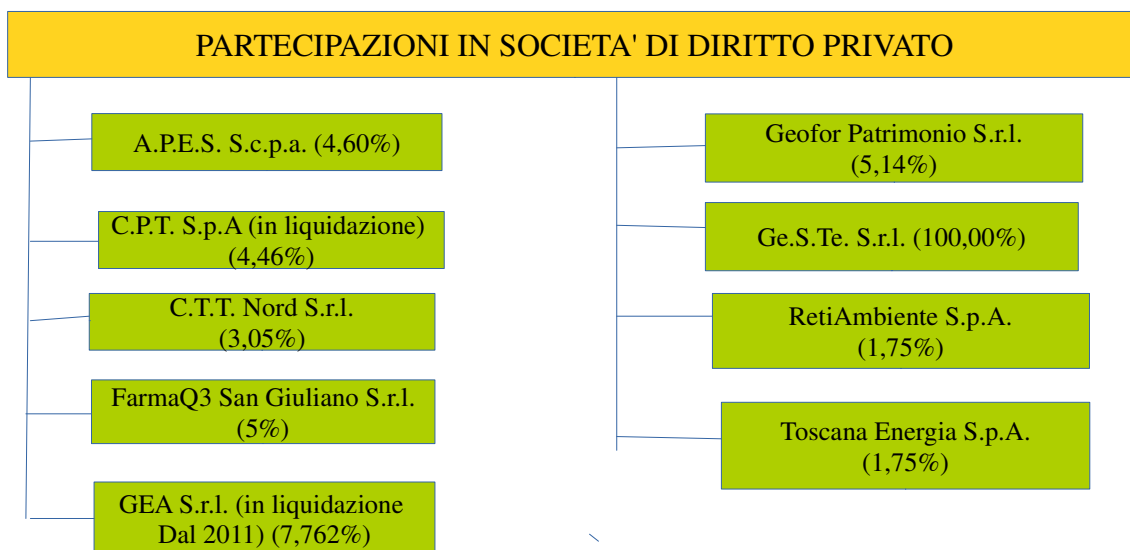 PARTECIPAZIONI IN SOCIETA' DI DIRITTO PRIVATO
A.P.E.S. S.c.p.a. (4,60%)
C.P.T. S.p.A (in liquidazione)
(4,46%)
C.T.T. Nord S.r.l.
(3,05%)
FarmaQ3 San Giuliano S.r.l.
(5%)
GEA S.r.l. (in liquidazione
Dal 2011) (7,762%)
Geofor Patrimonio S.r.l.
(5,14%)
Ge.S.Te. S.r.l. (100,00%)
RetiAmbiente S.p.A.
(1,75%)
Toscana Energia S.p.A.
(1,75%)